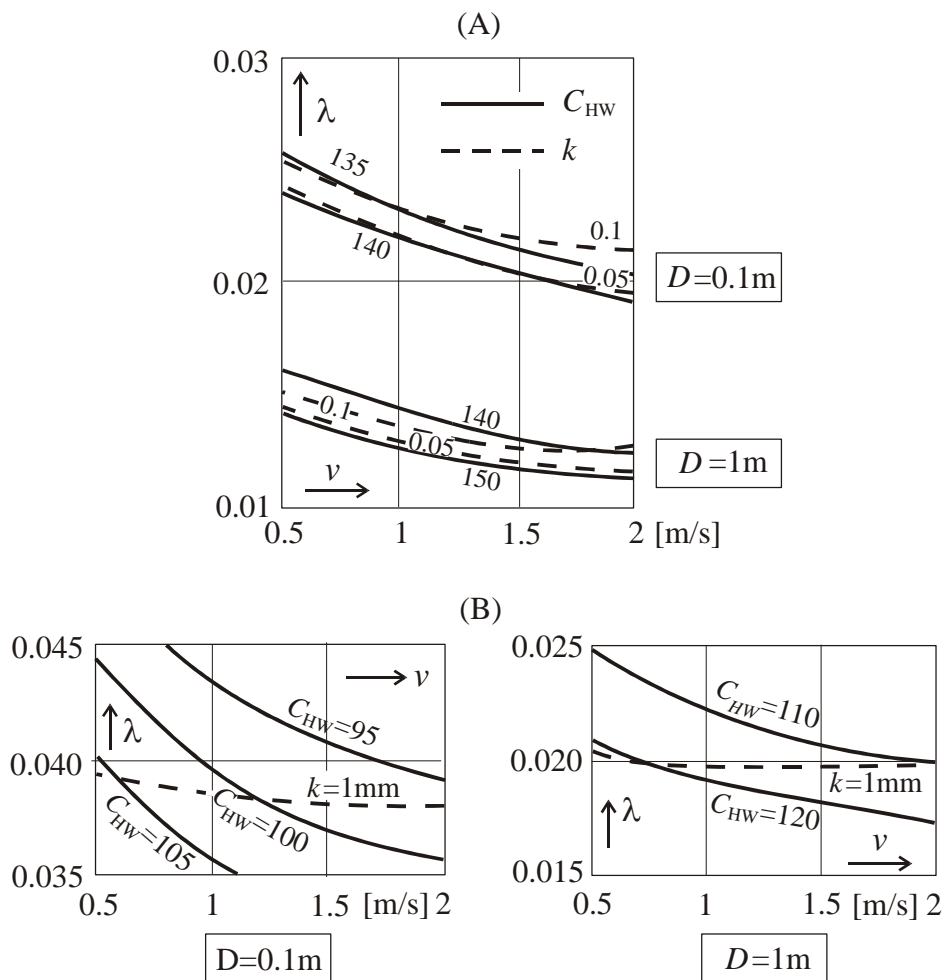 (A)
0.03
λ
C_HW
k
135
0.1
140
0.05
0.02
D=0.1m
140
0.1
0.05
150
D=1m
v
0.01
0.5 1 1.5 2 [m/s]
(B)
0.045
v
λ
C_HW=95
0.040
k=1mm
C_HW=100
C_HW=105
0.035
0.5 1 1.5 [m/s] 2
D=0.1m
0.025
C_HW=110
0.020
k=1mm
λ
C_HW=120
v
0.015
0.5 1 1.5 [m/s] 2
D=1m